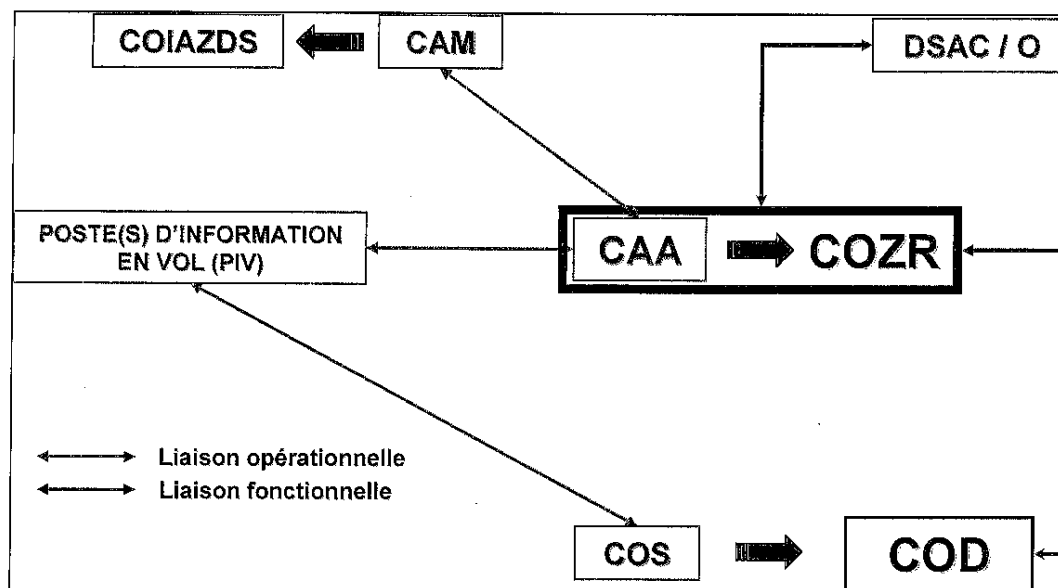 COIAZDS
CAM
DSAC / O
POSTE(S) D'INFORMATION
EN VOL (PIV)
CAA
COZR
Liaison opérationnelle
Liaison fonctionnelle
COS
COD